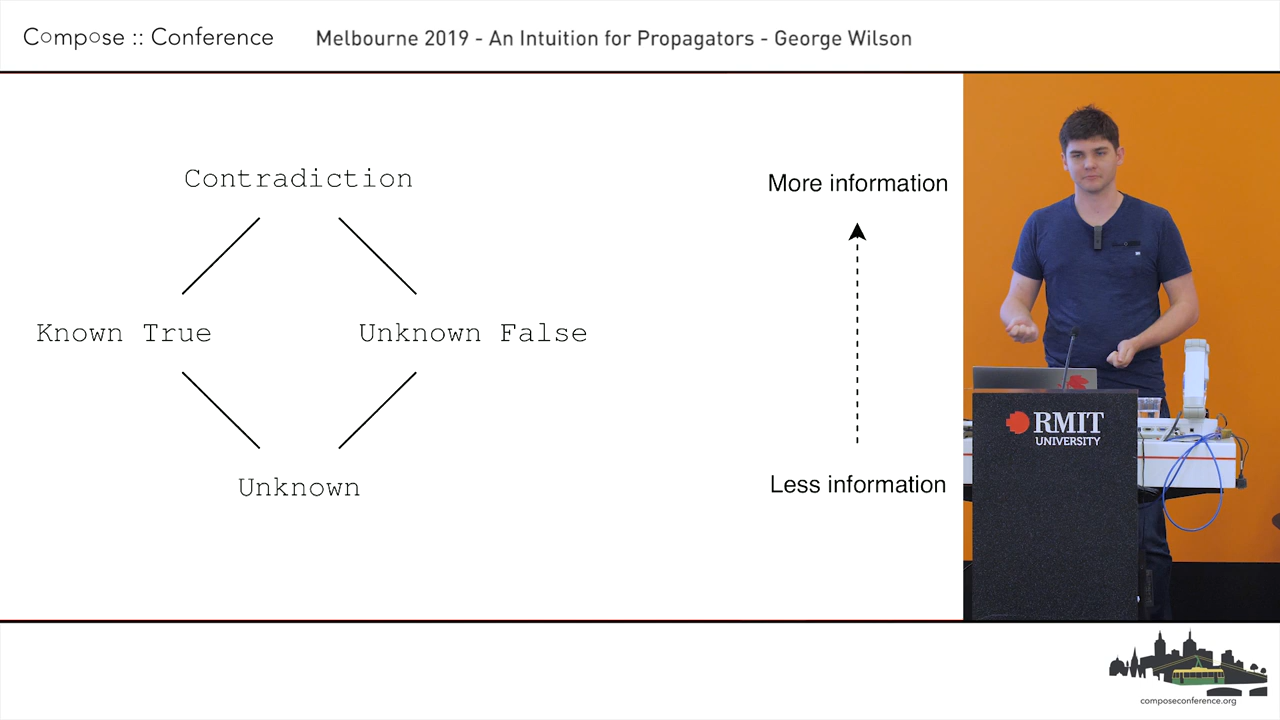 Compose :: Conference
Melbourne 2019 - An Intuition for Propagators - George Wilson
Contradiction
More information
Known True
Unknown False
Unknown
Less information
RMIT
UNIVERSITY
composeconference.org